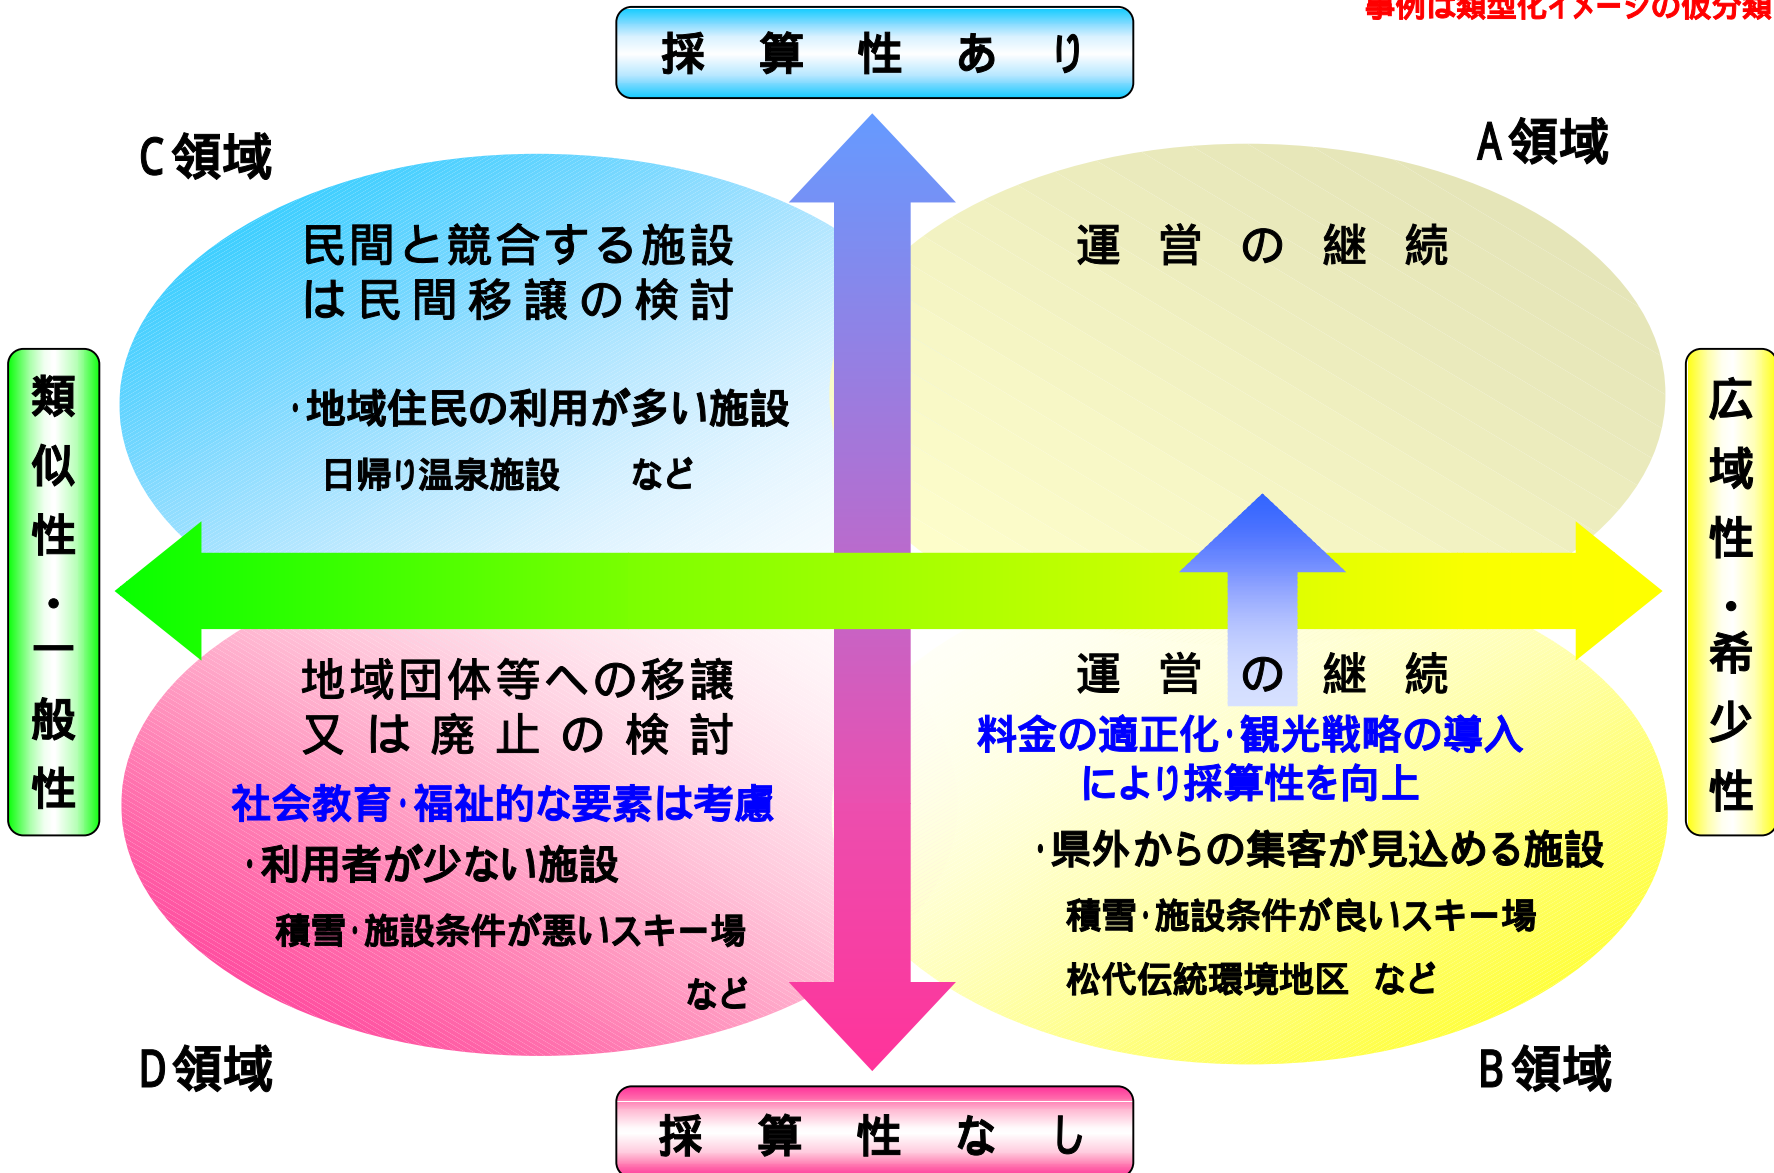 事例は類型化イメージの仮分類
採算性あり
C領域
A領域
民間と競合する施設
は民間移譲の検討
・地域住民の利用が多い施設
日帰り温泉施設　など
運営の継続
類似性・一般性
広域性・希少性
地域団体等への移譲
又は廃止の検討
社会教育・福祉的な要素は考慮
・利用者が少ない施設
積雪・施設条件が悪いスキー場
など
運営の継続
料金の適正化・観光戦略の導入
により採算性を向上
・県外からの集客が見込める施設
積雪・施設条件が良いスキー場
松代伝統環境地区　など
D領域
B領域
採算性なし